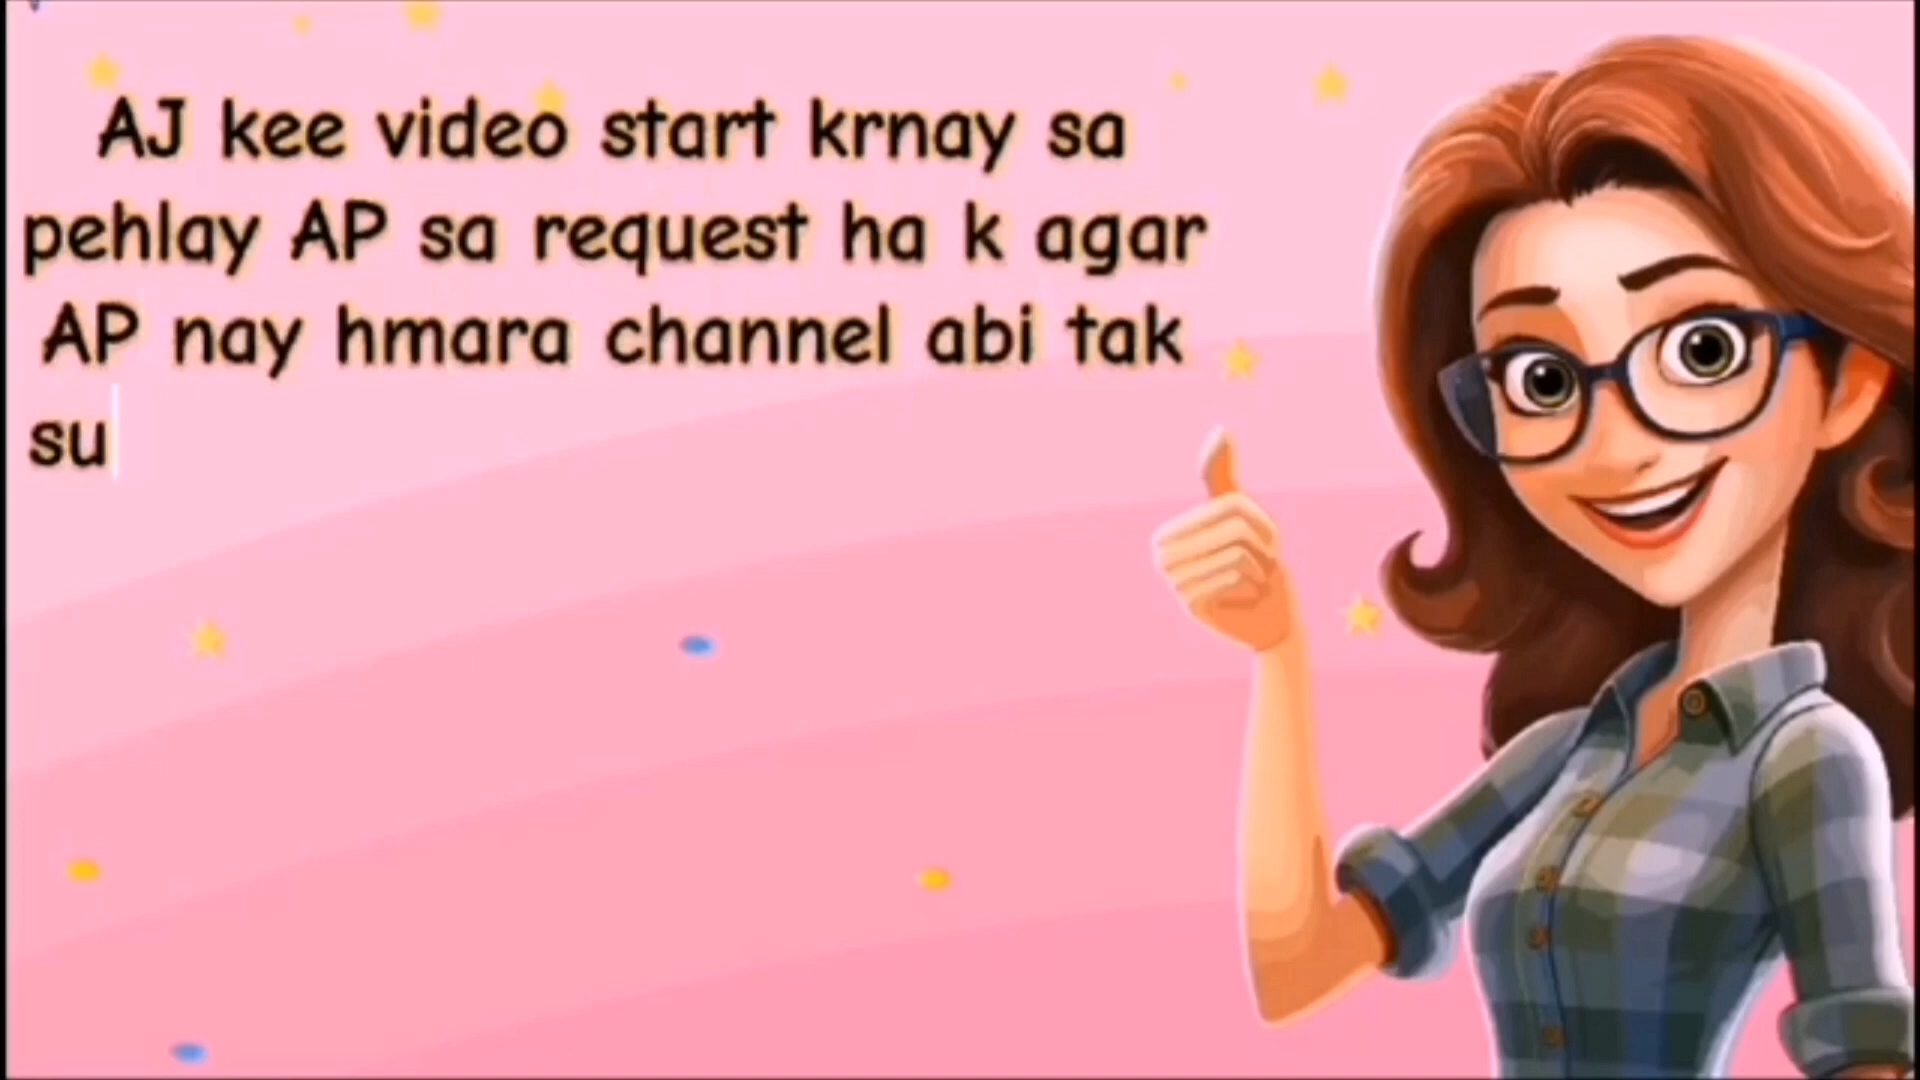 AJ kee video start krnay sa
pehlay AP sa request ha k agar
AP nay hmara channel abi tak
su